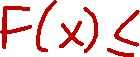 F(x) ≤